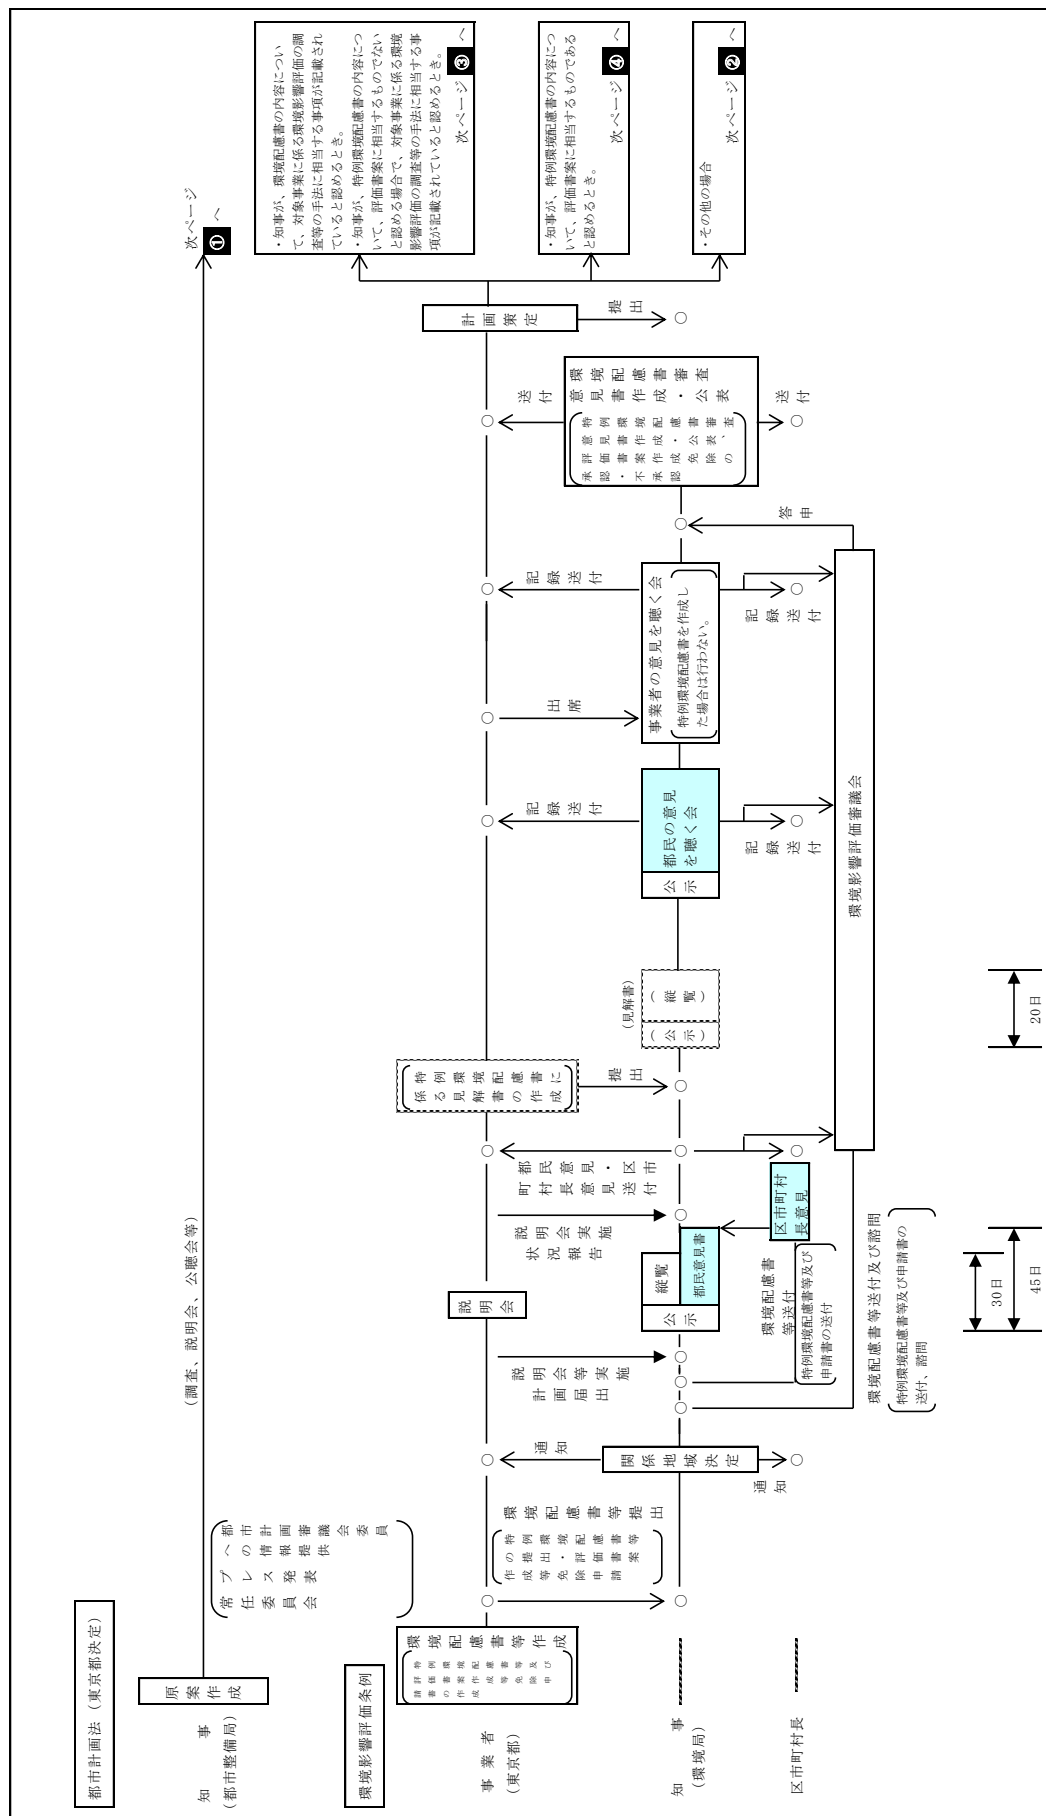 都市計画法（東京都決定）
知事
（都市整備局）
原案作成
都市計画審議会委員
への情報提供
プレス発表
常任委員会
（調査、説明会、公聴会等）
次ページ
① へ
環境影響評価条例
事業者
（東京都）
環境配慮書等作成
特例環境配慮書等及び
評価書案作成等免除申
請書の作成
環境配慮書等提出
特例環境配慮書等
の提出・評価書案
作成等免除申請
通知
関係地域決定
通知
説明会等実施
計画届出
説明会
説明会実施
状況報告
都民意見・区市
町村長意見送付
特例環境配慮書に
係る見解書の作成
提出
（見解書）
（公示）
（縦覧）
知事
（環境局）
公示
縦覧
都民意見書
区市町村長
区市町村
長意見
環境配慮書
等送付
特例環境配慮書等及び
申請書の送付
環境配慮書等送付及び諮問
特例環境配慮書等及び申請書の
送付、諮問
30日
45日
20日
環境影響評価審議会
公示
都民の意見
を聴く会
記録送付
記録送付
出席
事業者の意見を聴く会
特例環境配慮書を作成し
た場合は行わない。
記録送付
記録送付
答申
環境配慮書審査
意見書作成・公表
特例環境配慮書審査
意見書作成・公表、
評価書案作成免除の
承認・不承認
送付
送付
計画策定
提出
・知事が、環境配慮書の内容につい
て、対象事業に係る環境影響評価の調
査等の手法に相当する事項が記載され
ていると認めるとき。
・知事が、特例環境配慮書の内容につ
いて、評価書案に相当するものでない
と認める場合で、対象事業に係る環境
影響評価の調査等の手法に相当する事
項が記載されていると認めるとき。
次ページ ③ へ
・知事が、特例環境配慮書の内容につ
いて、評価書案に相当するものである
と認めるとき。
次ページ ④ へ
・その他の場合
次ページ ② へ